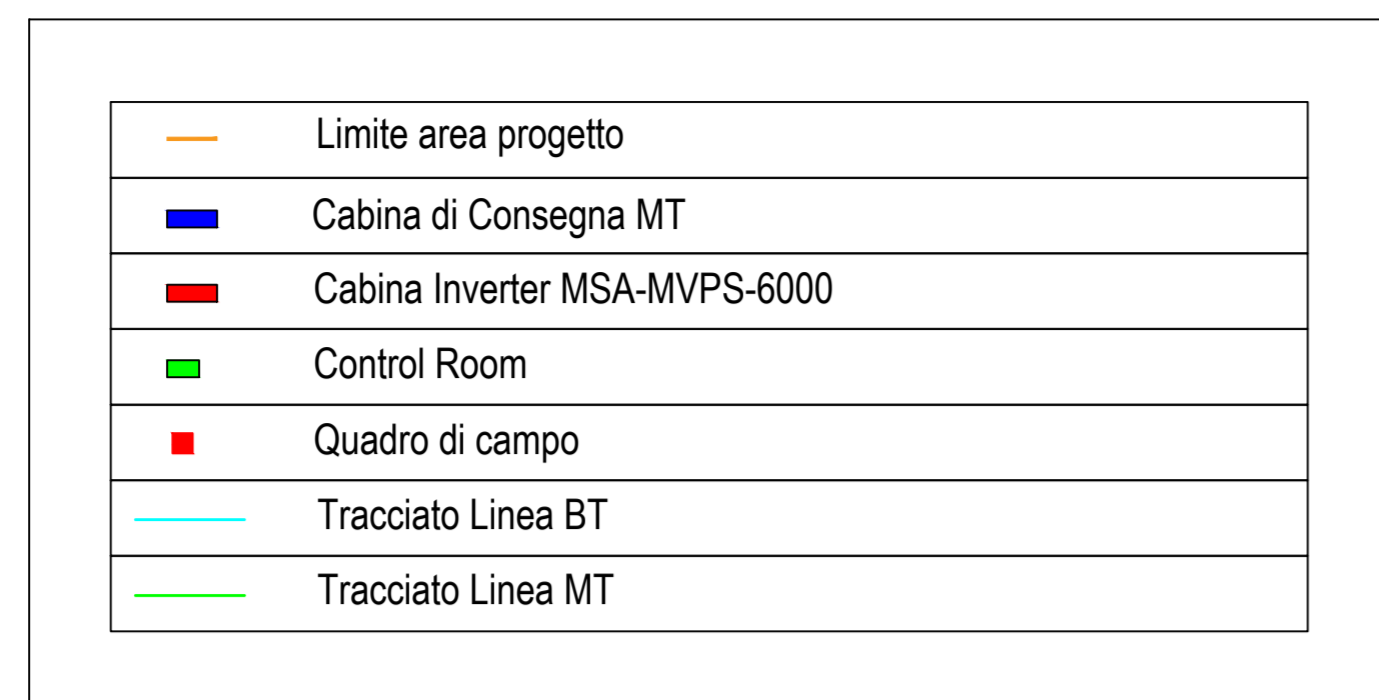 Limite area progetto
Cabina di Consegna MT
Cabina Inverter MSA-MVPS-6000
Control Room
Quadro di campo
Tracciato Linea BT
Tracciato Linea MT